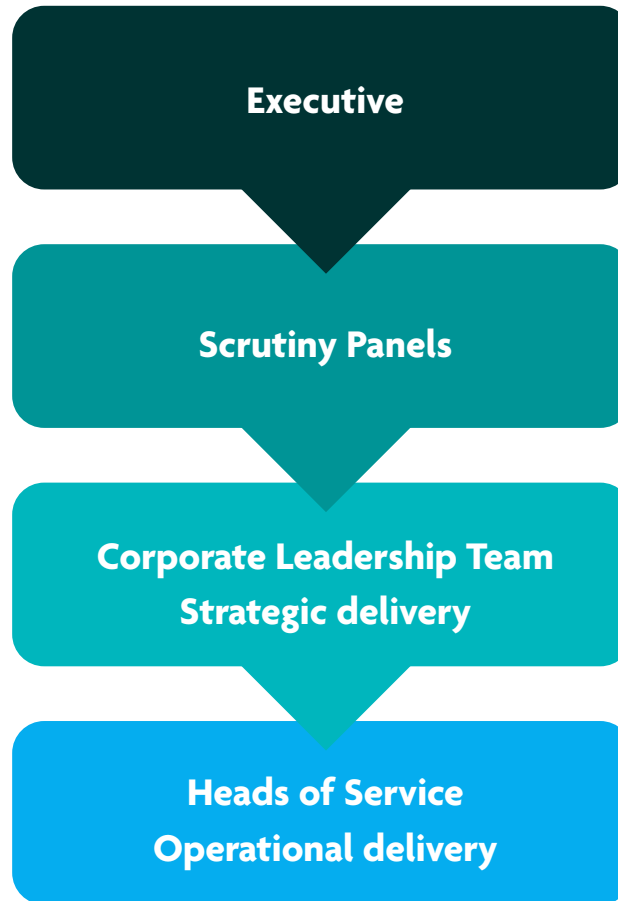 Executive
Scrutiny Panels
Corporate Leadership Team
Strategic delivery
Heads of Service
Operational delivery